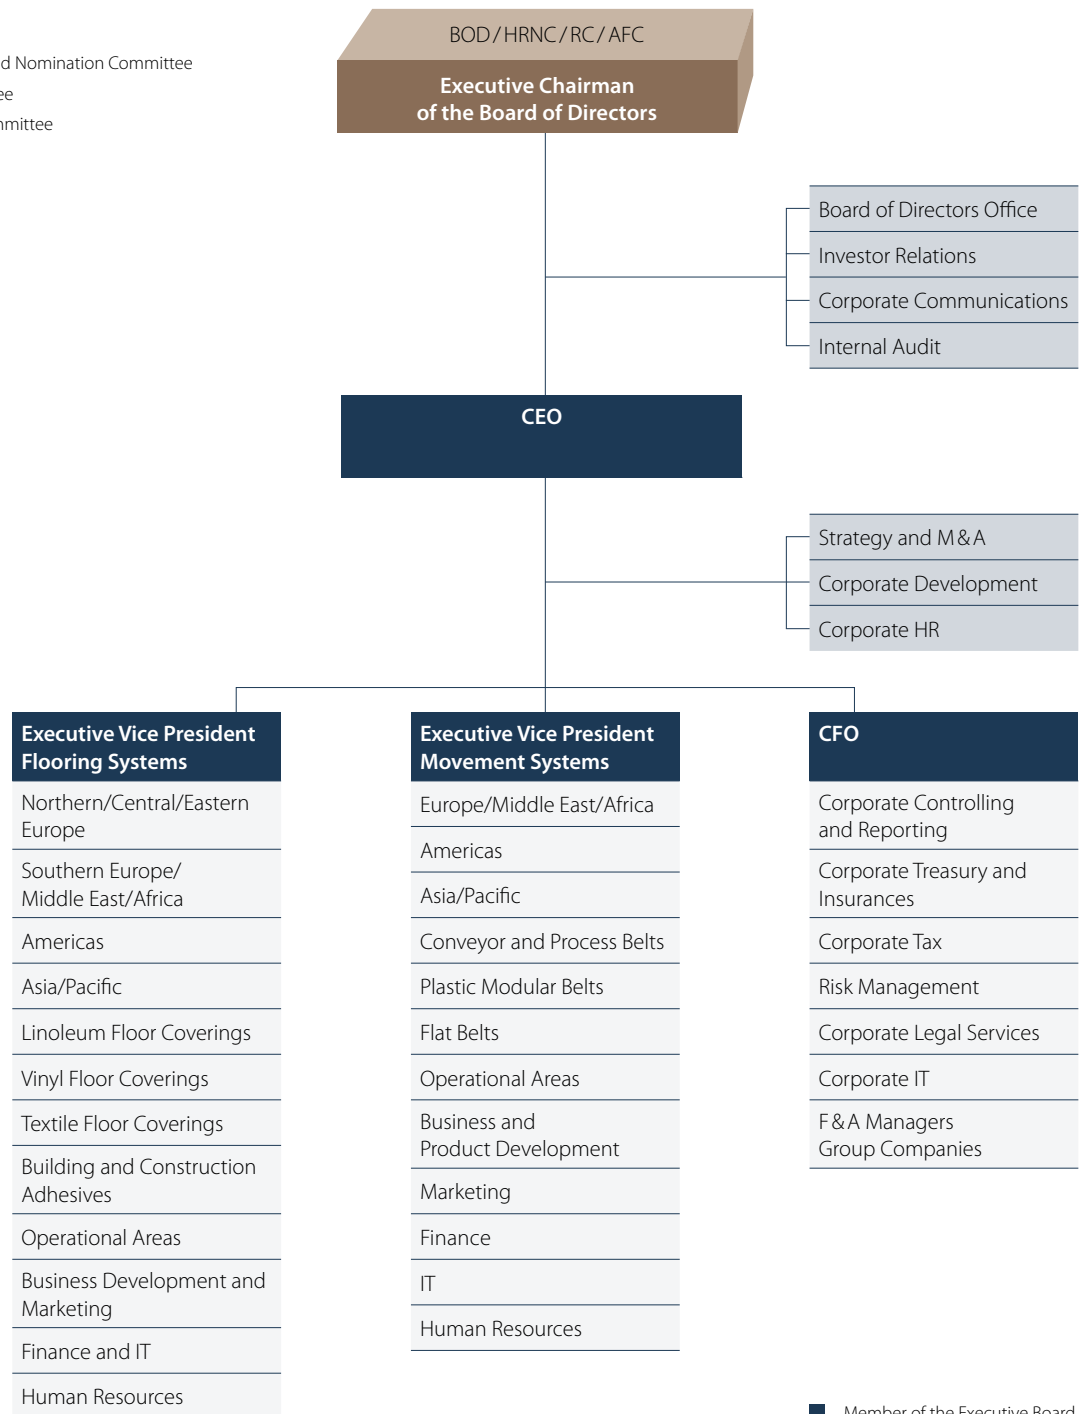 BOD / HRNC / RC / AFC
Executive Chairman
of the Board of Directors
Nomination Committee
Board of Directors Office
Investor Relations
Corporate Communications
Internal Audit
CEO
Strategy and M & A
Corporate Development
Corporate HR
Executive Vice President
Flooring Systems
Northern/Central/Eastern
Europe
Southern Europe/
Middle East/Africa
Americas
Asia/Pacific
Linoleum Floor Coverings
Vinyl Floor Coverings
Textile Floor Coverings
Building and Construction
Adhesives
Operational Areas
Business Development and
Marketing
Finance and IT
Human Resources
Executive Vice President
Movement Systems
Europe/Middle East/Africa
Americas
Asia/Pacific
Conveyor and Process Belts
Plastic Modular Belts
Flat Belts
Operational Areas
Business and
Product Development
Marketing
Finance
IT
Human Resources
CFO
Corporate Controlling
and Reporting
Corporate Treasury and
Insurances
Corporate Tax
Risk Management
Corporate Legal Services
Corporate IT
F & A Managers
Group Companies
Member of the Executive Board